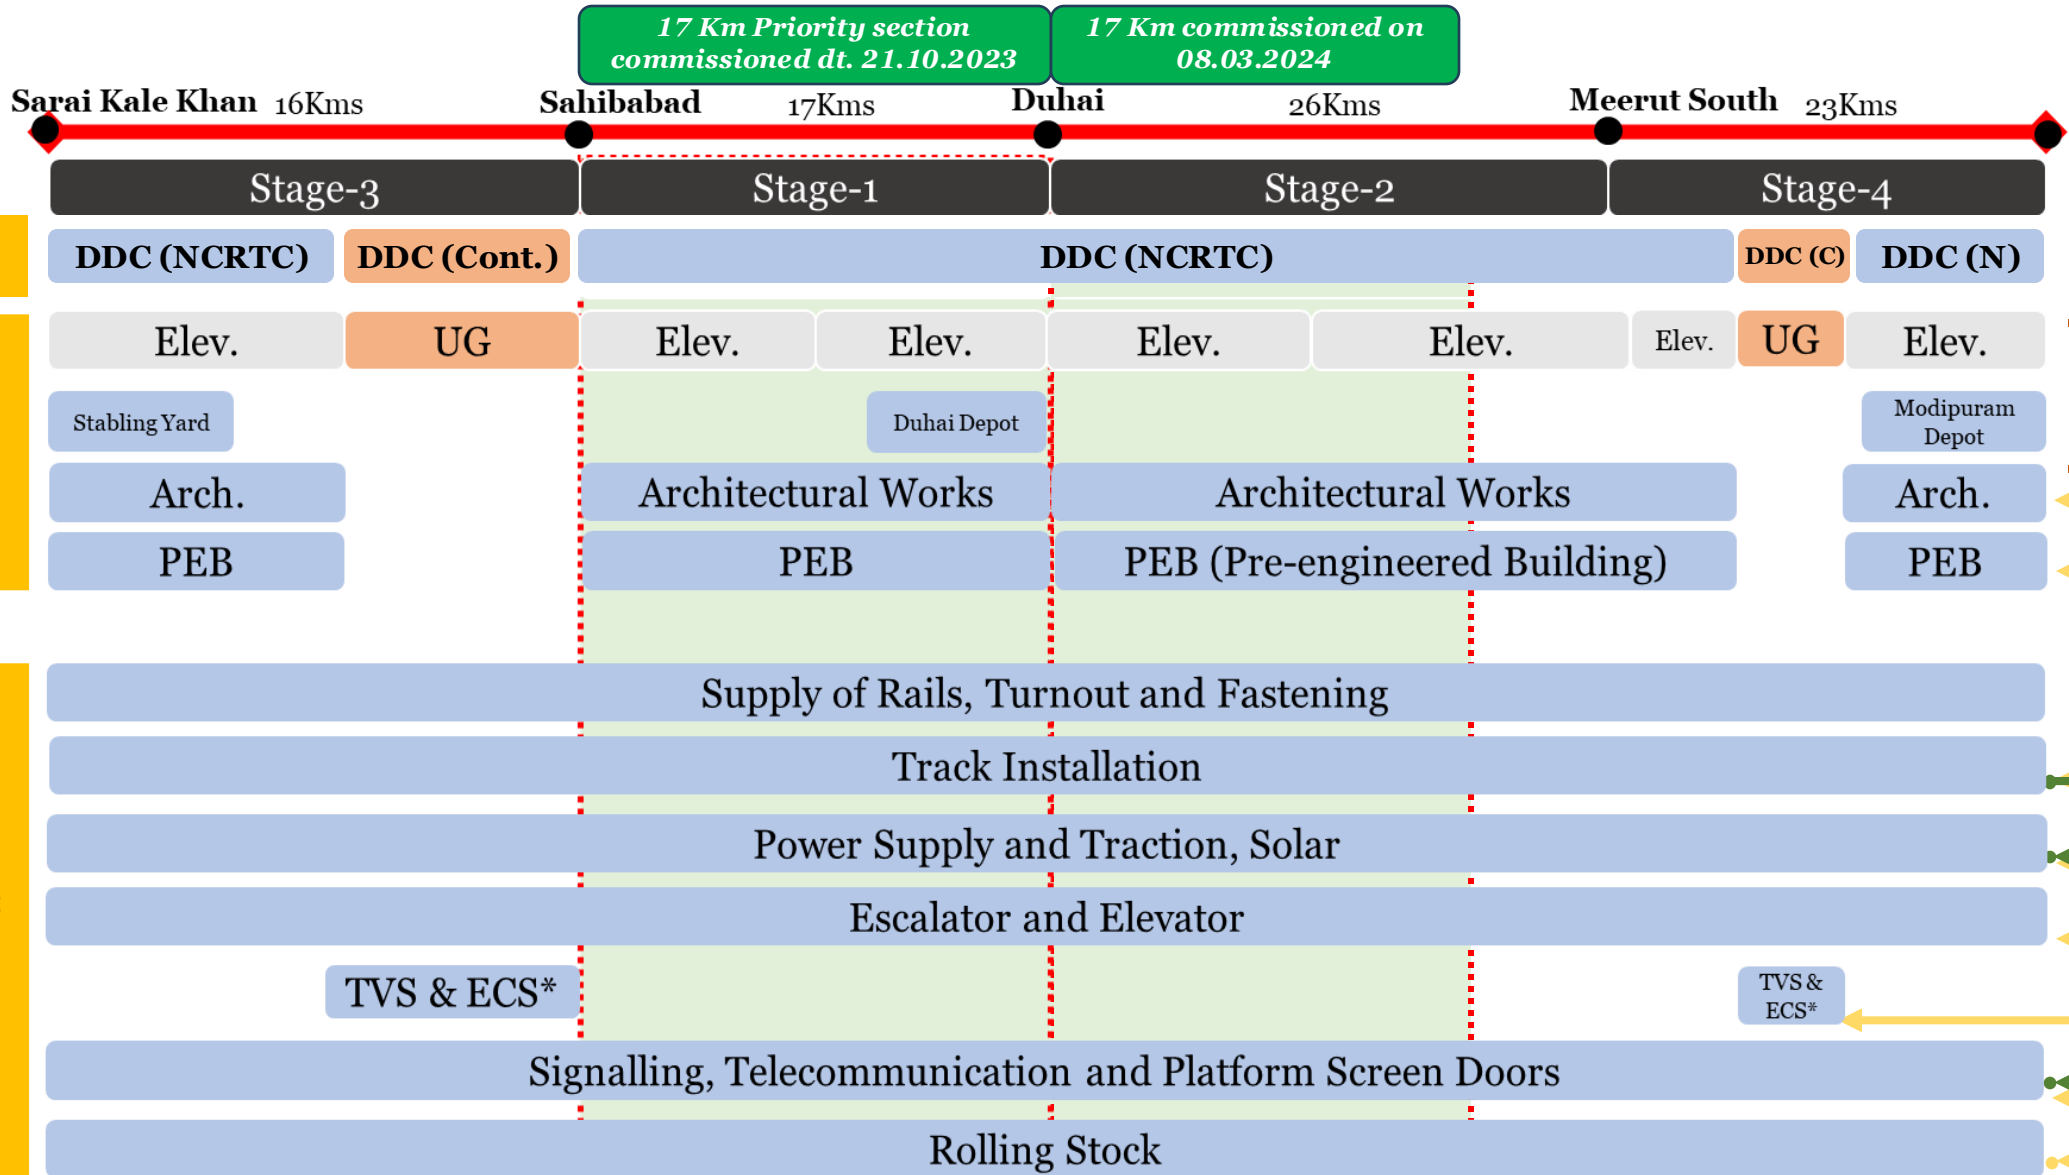 17 Km Priority section
commissioned dt. 21.10.2023
17 Km commissioned on
08.03.2024
Sarai Kale Khan 16Kms Sahibabad 17Kms Duhai 26Kms Meerut South 23Kms
Stage-3 Stage-1 Stage-2 Stage-4
DDC (NCRTC) DDC (Cont.) DDC (NCRTC) DDC (C) DDC (N)
Elev. UG Elev. Elev. Elev. Elev. Elev. UG Elev.
Stabling Yard Duhai Depot
Modipuram
Depot
Arch. Architectural Works Architectural Works Arch.
PEB PEB PEB (Pre-engineered Building) PEB
Supply of Rails, Turnout and Fastening
Track Installation
Power Supply and Traction, Solar
Escalator and Elevator
TVS & ECS*
TVS &
ECS*
Signalling, Telecommunication and Platform Screen Doors
Rolling Stock